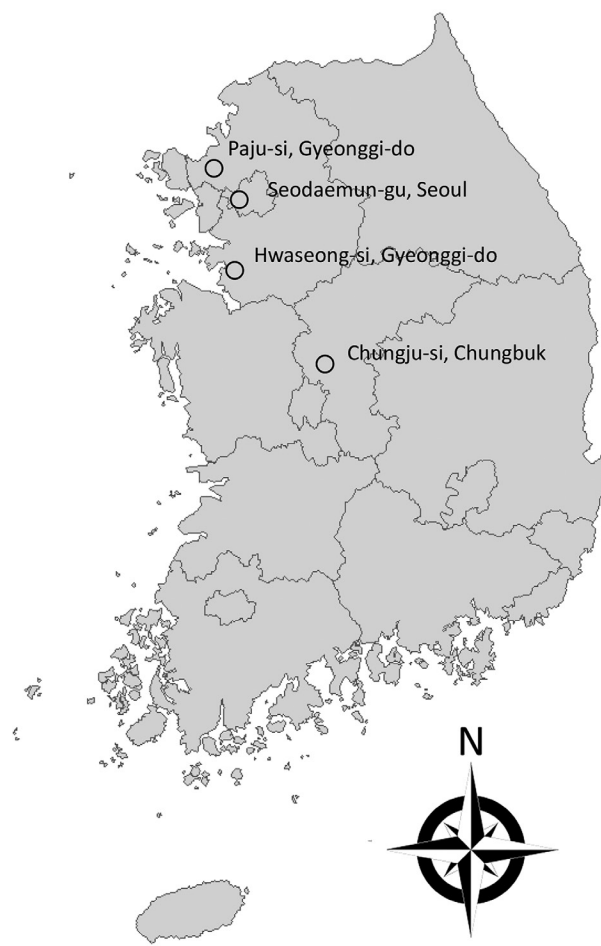 Paju-si, Gyeonggi-do
Seodaemun-gu, Seoul
Hwaseong-si, Gyeonggi-do
Chungju-si, Chungbuk
N